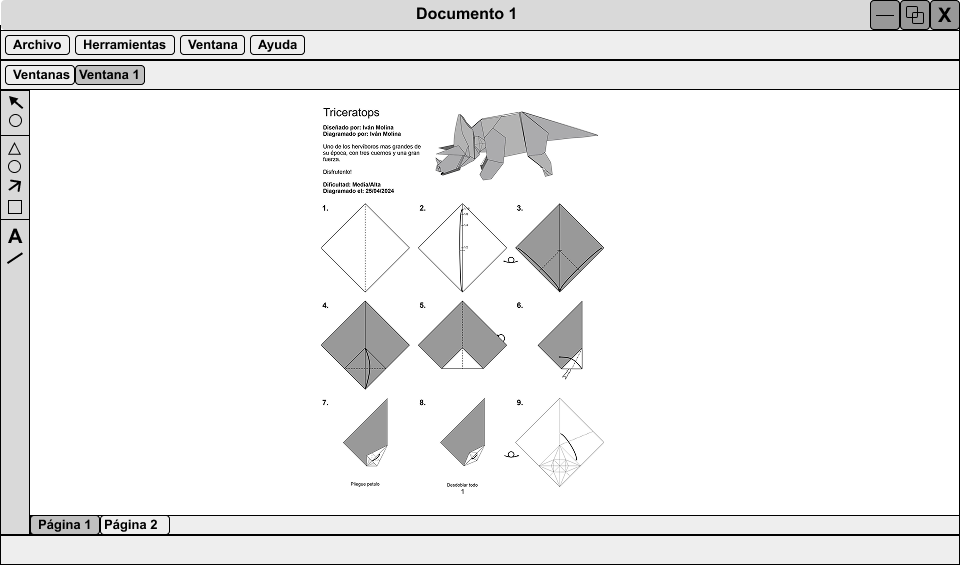 Documento 1
X
Archivo Herramientas Ventana Ayuda
Ventanas Ventana 1
A
Triceratops
Diseñado por: Iván Molina
Diagramado por: Iván Molina
Uno de los hervíboros mas grandes de
su época, con tres cuernos y una gran
fuerza.
Disfrutenlo!
Dificultad: Media/Alta
Diagramado el: 25/04/2024
1. 2. 3.
4. 5. 6.
7. 8. 9.
Pliegue petalo Desdoblar todo
1
Página 1 Página 2